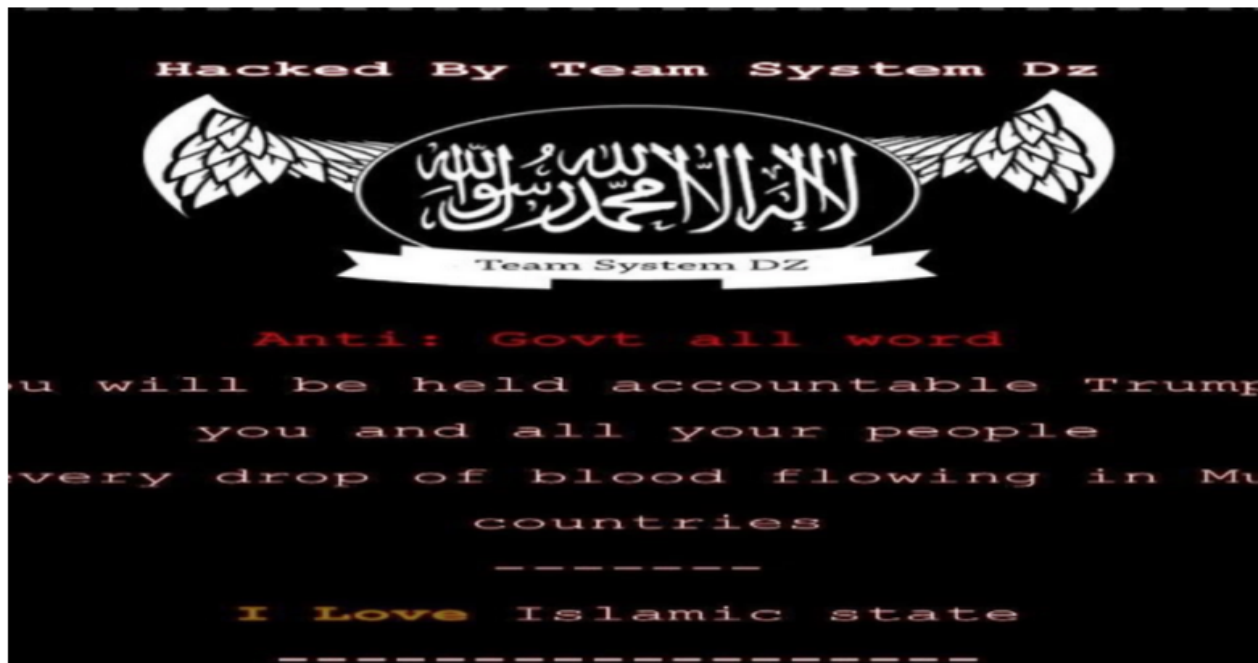 Hacked By Team System Dz
لا إله إلا الله محمد رسول الله
Team System DZ
Anti: Govt all word
will be held accountable Trump
you and all your people
drop of blood flowing in
countries
-------
I Love Islamic state